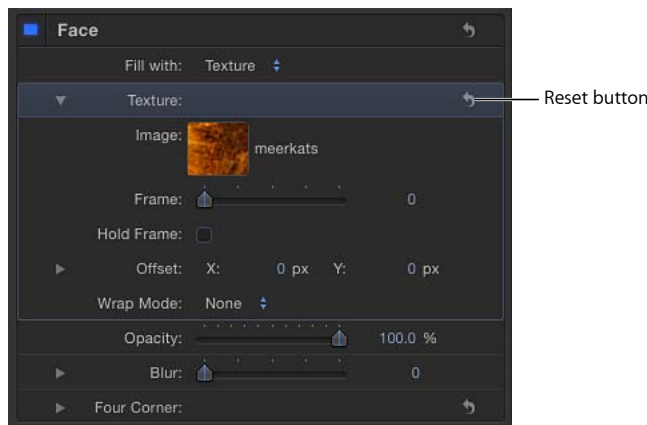 Face
Fill with: Texture
Texture:
Reset button
Image: meerkats
Frame: 0
Hold Frame:
Offset: X: 0 px Y: 0 px
Wrap Mode: None
Opacity: 100.0 %
Blur: 0
Four Corner: